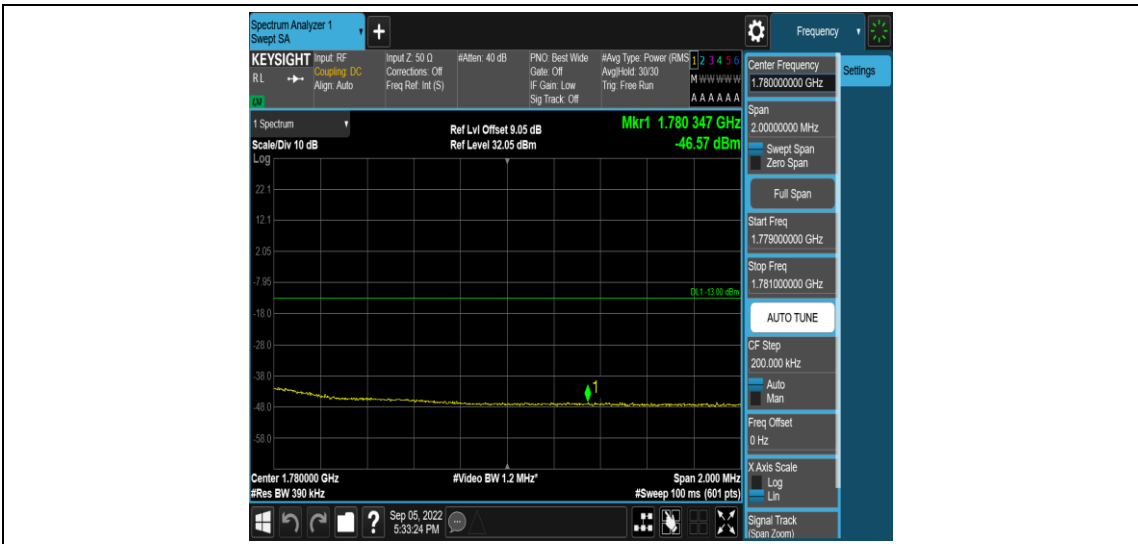 Spectrum Analyzer 1
Swept SA
+
Frequency
KEYSIGHT
RL
LXI
Input: RF
Coupling: DC
Align: Auto
Input Z: 50 Ω
Corrections: Off
Freq Ref: Int (S)
#Atten: 40 dB
PNO: Best Wide
Gate: Off
IF Gain: Low
Sig Track: Off
#Avg Type: Power (RMS
Avg|Hold: 30/30
Trig: Free Run
1 2 3 4 5 6
M W W W W W
A A A A A A
1 Spectrum
Scale/Div 10 dB
Log
Ref Lvl Offset 9.05 dB
Ref Level 32.05 dBm
Mkr1 1.780 347 GHz
-46.57 dBm
22.1
12.1
2.05
-7.95
DL1 -13.00 dBm
-18.0
-28.0
-38.0
1
-48.0
-58.0
Center 1.780000 GHz
#Video BW 1.2 MHz*
Span 2.000 MHz
#Res BW 390 kHz
#Sweep 100 ms (601 pts)
?
Sep 05, 2022
5:33:24 PM
Center Frequency
1.780000000 GHz
Settings
Span
2.00000000 MHz
Swept Span
Zero Span
Full Span
Start Freq
1.779000000 GHz
Stop Freq
1.781000000 GHz
AUTO TUNE
CF Step
200.000 kHz
Auto
Man
Freq Offset
0 Hz
X Axis Scale
Log
Lin
Signal Track
(Span Zoom)